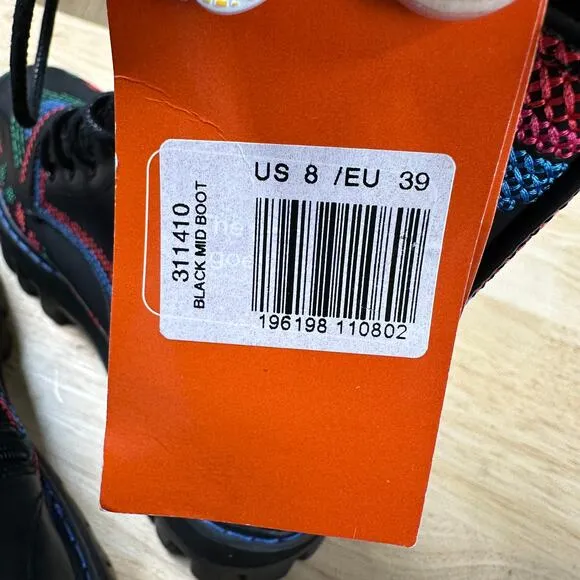 US 8 /EU 39
311410
BLACK MID BOOT
196198 110802